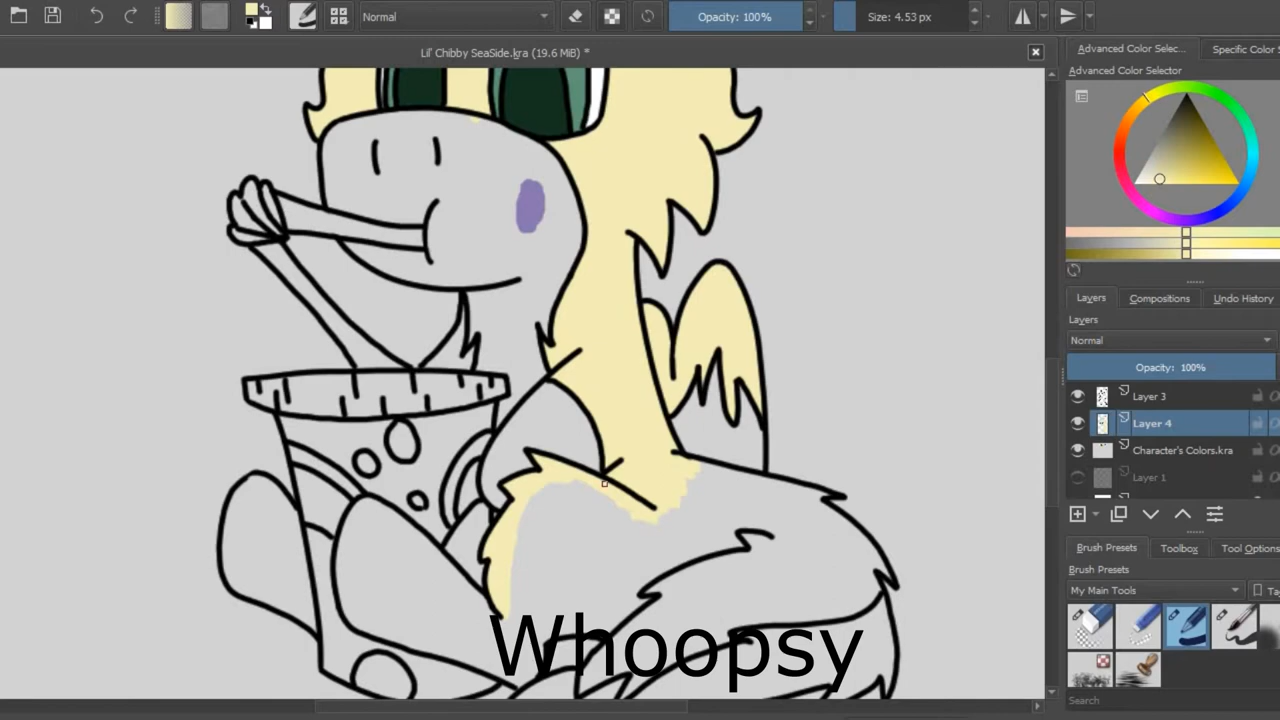 Normal
Opacity: 100%
Size: 4.53 px
Lil' Chibby SeaSide.kra (19.6 MiB) *
Advanced Color Selec...
Specific Color S
Advanced Color Selector
Layers
Compositions
Undo History
Layers
Normal
Opacity: 100%
Layer 3
Layer 4
Character's Colors.kra
Layer 1
Brush Presets
Toolbox
Tool Options
Brush Presets
My Main Tools
Ta
Search
Whoopsy